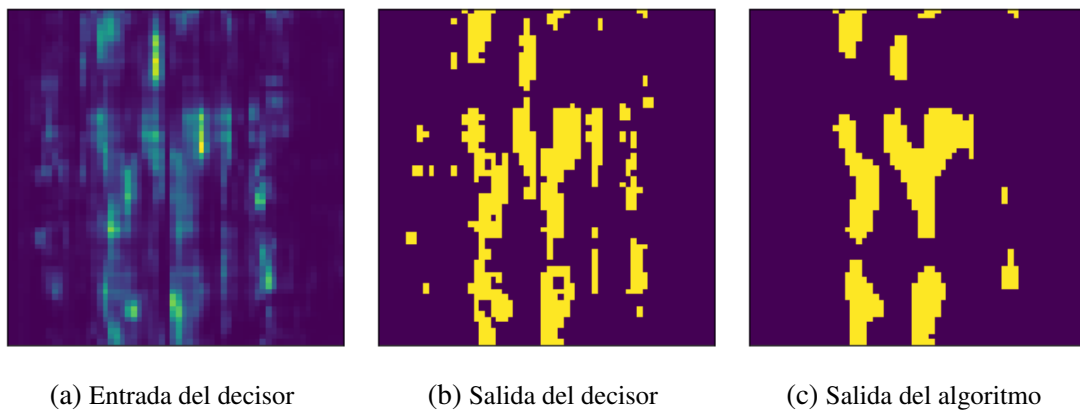 (a) Entrada del decisor
(b) Salida del decisor
(c) Salida del algoritmo